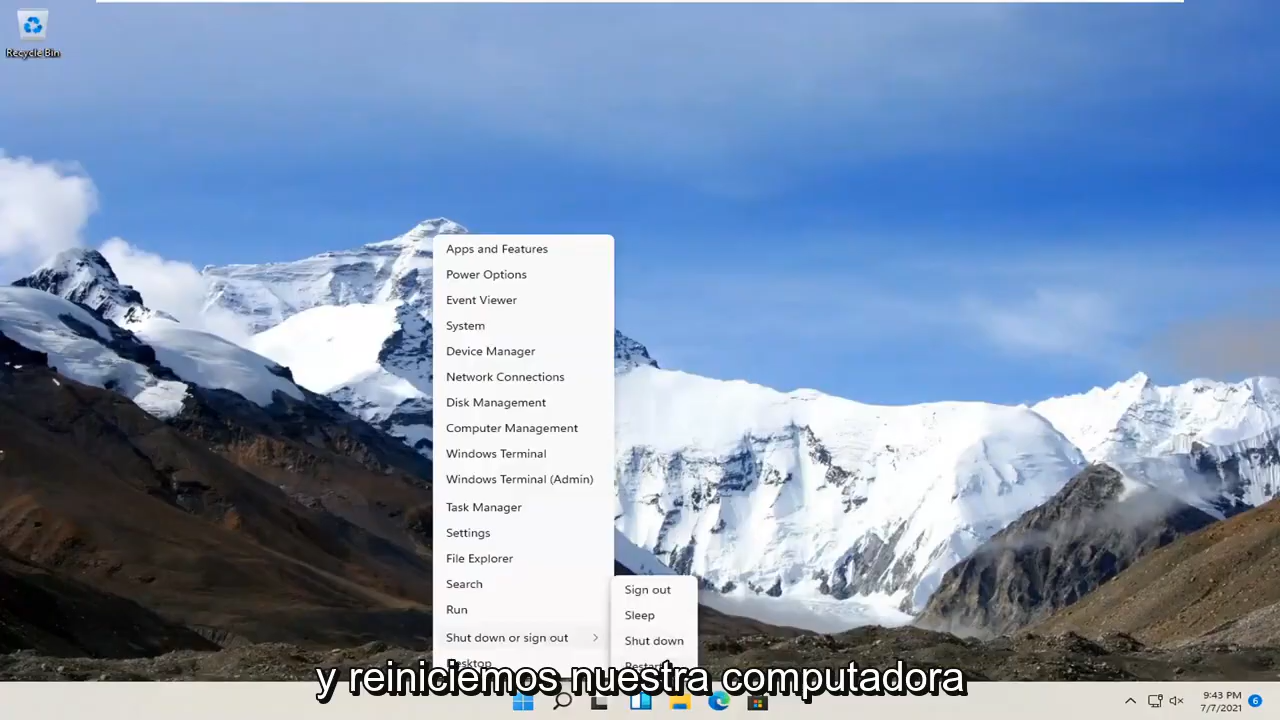 Recycle Bin
Apps and Features
Power Options
Event Viewer
System
Device Manager
Network Connections
Disk Management
Computer Management
Windows Terminal
Windows Terminal (Admin)
Task Manager
Settings
File Explorer
Search
Run
Shut down or sign out
Desktop
Sign out
Sleep
Shut down
Restart
y reiniciemos nuestra computadora
9:43 PM
7/7/2021
6